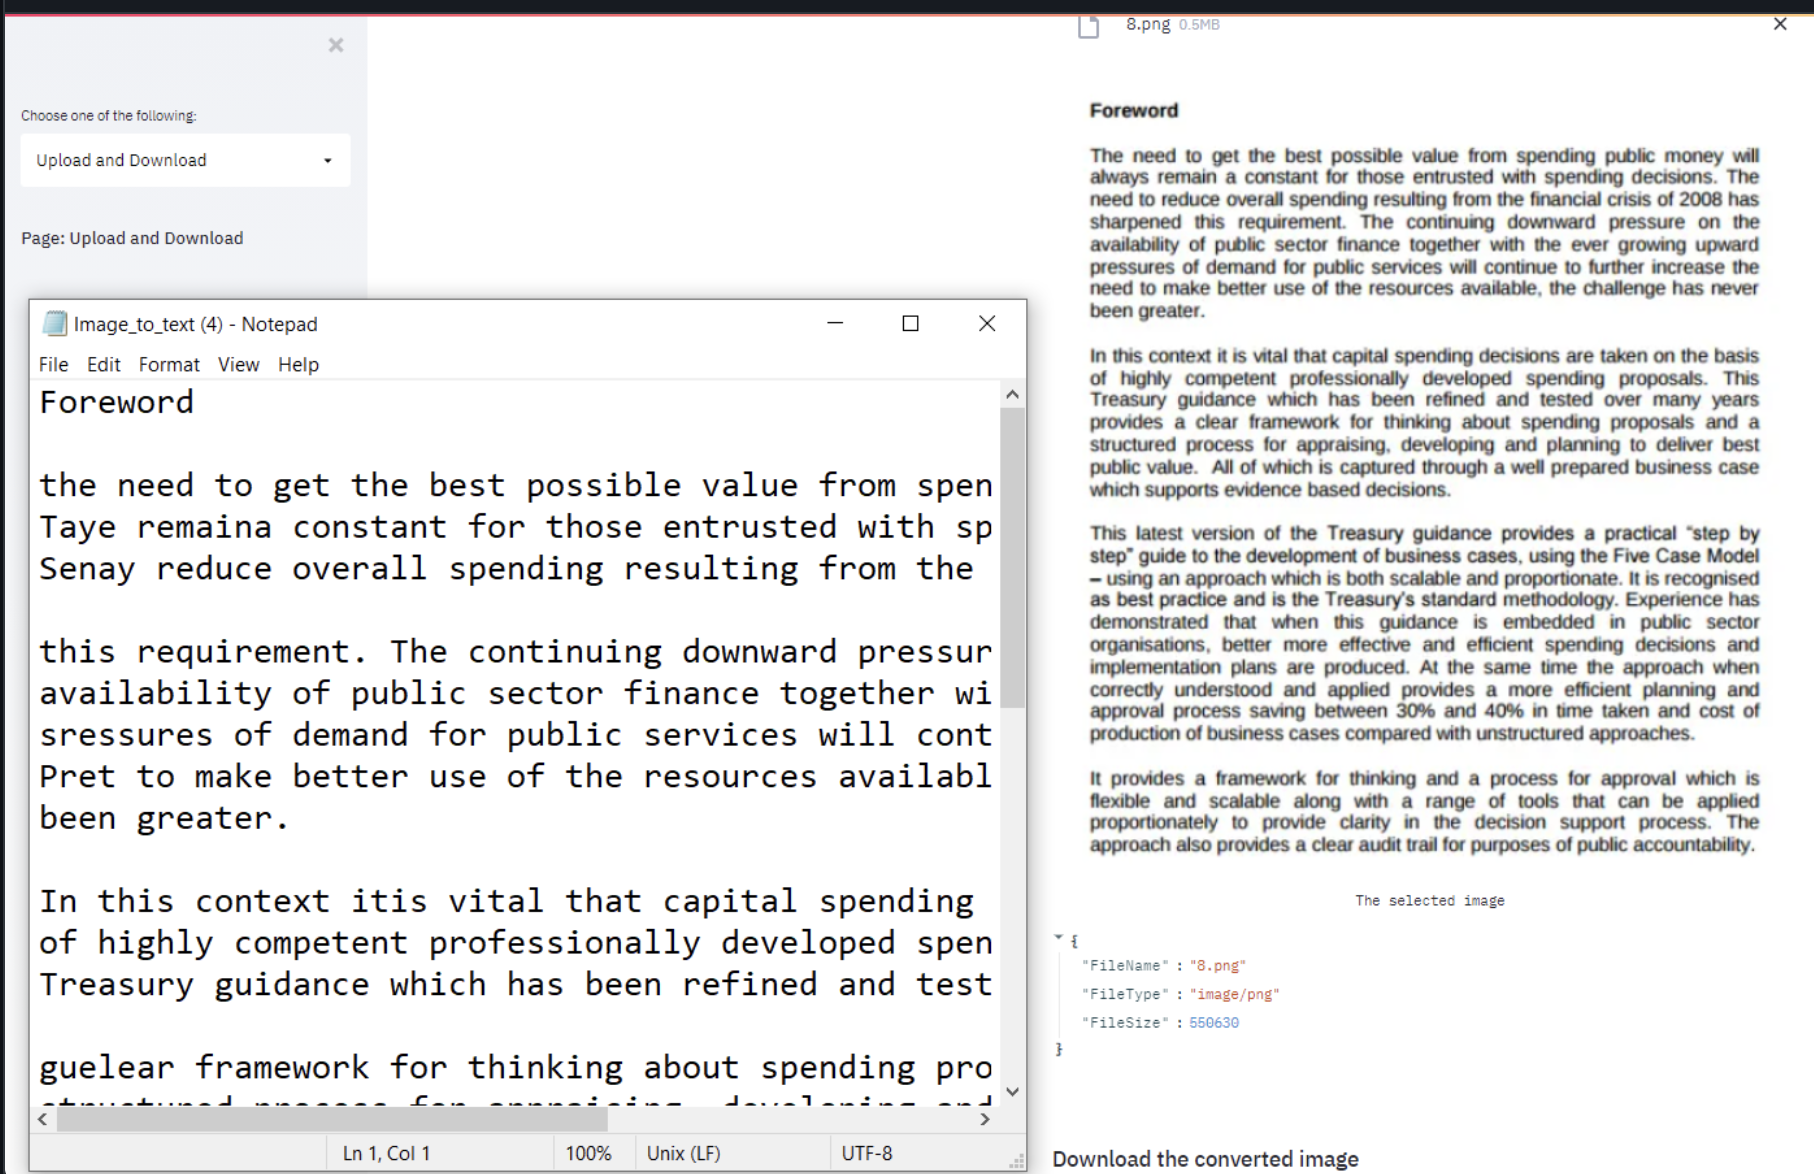 ×
Choose one of the following:
Upload and Download
Page: Upload and Download
8.png 0.5MB
×
Foreword
The need to get the best possible value from spending public money will
always remain a constant for those entrusted with spending decisions. The
need to reduce overall spending resulting from the financial crisis of 2008 has
sharpened this requirement. The continuing downward pressure on the
availability of public sector finance together with the ever growing upward
pressures of demand for public services will continue to further increase the
need to make better use of the resources available, the challenge has never
been greater.
In this context it is vital that capital spending decisions are taken on the basis
of highly competent professionally developed spending proposals. This
Treasury guidance which has been refined and tested over many years
provides a clear framework for thinking about spending proposals and a
structured process for appraising, developing and planning to deliver best
public value. All of which is captured through a well prepared business case
which supports evidence based decisions.
This latest version of the Treasury guidance provides a practical “step by
step” guide to the development of business cases, using the Five Case Model
– using an approach which is both scalable and proportionate. It is recognised
as best practice and is the Treasury's standard methodology. Experience has
demonstrated that when this guidance is embedded in public sector
organisations, better more effective and efficient spending decisions and
implementation plans are produced. At the same time the approach when
correctly understood and applied provides a more efficient planning and
approval process saving between 30% and 40% in time taken and cost of
production of business cases compared with unstructured approaches.
It provides a framework for thinking and a process for approval which is
flexible and scalable along with a range of tools that can be applied
proportionately to provide clarity in the decision support process. The
approach also provides a clear audit trail for purposes of public accountability.
The selected image
{
"FileName" : "8.png"
"FileType" : "image/png"
"FileSize" : 550630
}
Download the converted image
Image_to_text (4) - Notepad
File Edit Format View Help
Foreword
the need to get the best possible value from spen
Taye remaina constant for those entrusted with sp
Senay reduce overall spending resulting from the
this requirement. The continuing downward pressur
availability of public sector finance together wi
sressures of demand for public services will cont
Pret to make better use of the resources availabl
been greater.
In this context itis vital that capital spending
of highly competent professionally developed spen
Treasury guidance which has been refined and test
guelear framework for thinking about spending pro
structured process for appraising, developing and
Ln 1, Col 1 100% Unix (LF) UTF-8